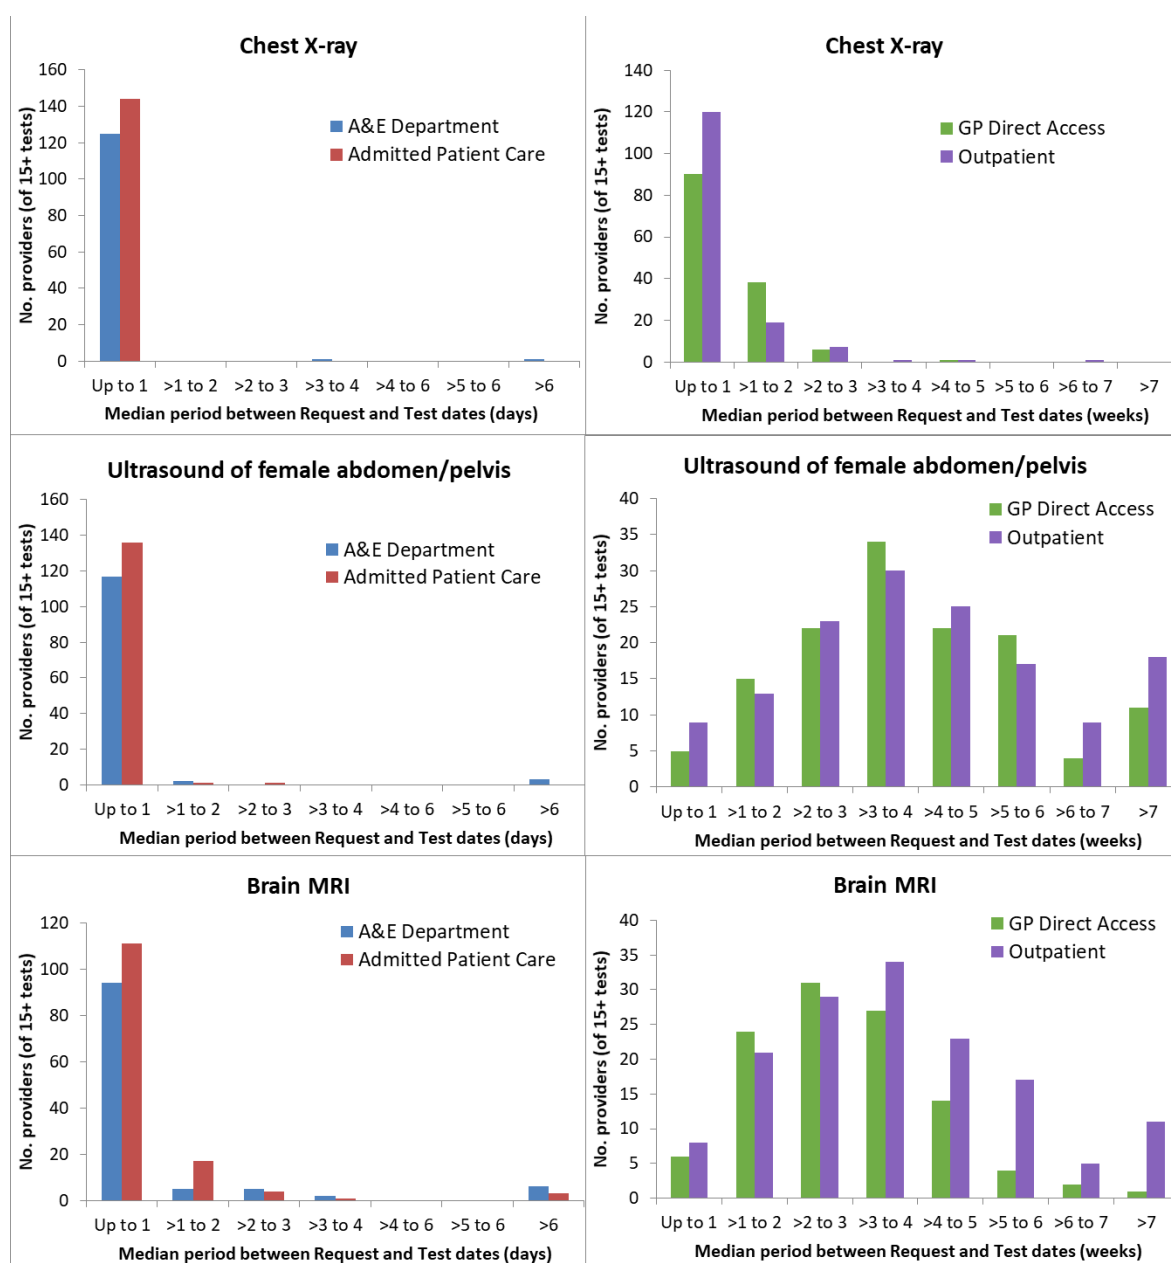 Chest X-ray
No. providers (of 15+ tests)
160
140
120
100
80
60
40
20
0
A&E Department
Admitted Patient Care
Up to 1 >1 to 2 >2 to 3 >3 to 4 >4 to 6 >5 to 6 >6
Median period between Request and Test dates (days)
Chest X-ray
No. providers (of 15+ tests)
140
120
100
80
60
40
20
0
GP Direct Access
Outpatient
Up to 1 >1 to 2 >2 to 3 >3 to 4 >4 to 5 >5 to 6 >6 to 7 >7
Median period between Request and Test dates (weeks)
Ultrasound of female abdomen/pelvis
No. providers (of 15+ tests)
160
140
120
100
80
60
40
20
0
A&E Department
Admitted Patient Care
Up to 1 >1 to 2 >2 to 3 >3 to 4 >4 to 6 >5 to 6 >6
Median period between Request and Test dates (days)
Ultrasound of female abdomen/pelvis
No. providers (of 15+ tests)
40
35
30
25
20
15
10
5
0
GP Direct Access
Outpatient
Up to 1 >1 to 2 >2 to 3 >3 to 4 >4 to 5 >5 to 6 >6 to 7 >7
Median period between Request and Test dates (weeks)
Brain MRI
No. providers (of 15+ tests)
120
100
80
60
40
20
0
A&E Department
Admitted Patient Care
Up to 1 >1 to 2 >2 to 3 >3 to 4 >4 to 6 >5 to 6 >6
Median period between Request and Test dates (days)
Brain MRI
No. providers (of 15+ tests)
40
35
30
25
20
15
10
5
0
GP Direct Access
Outpatient
Up to 1 >1 to 2 >2 to 3 >3 to 4 >4 to 5 >5 to 6 >6 to 7 >7
Median period between Request and Test dates (weeks)